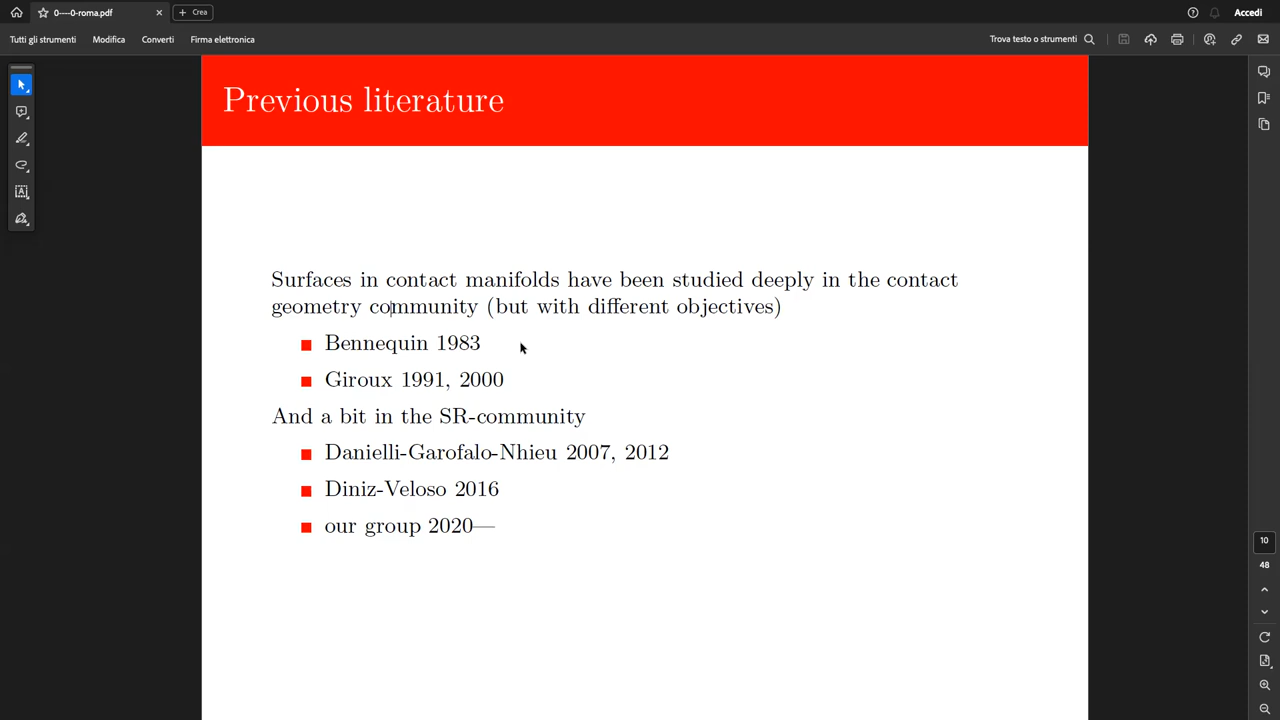 0----0-roma.pdf
Crea
Accedi
Tutti gli strumenti
Modifica
Converti
Firma elettronica
Trova testo o strumenti
Previous literature
Surfaces in contact manifolds have been studied deeply in the contact
geometry community (but with different objectives)
Bennequin 1983
Giroux 1991, 2000
And a bit in the SR-community
Danielli-Garofalo-Nhieu 2007, 2012
Diniz-Veloso 2016
our group 2020—
10
48